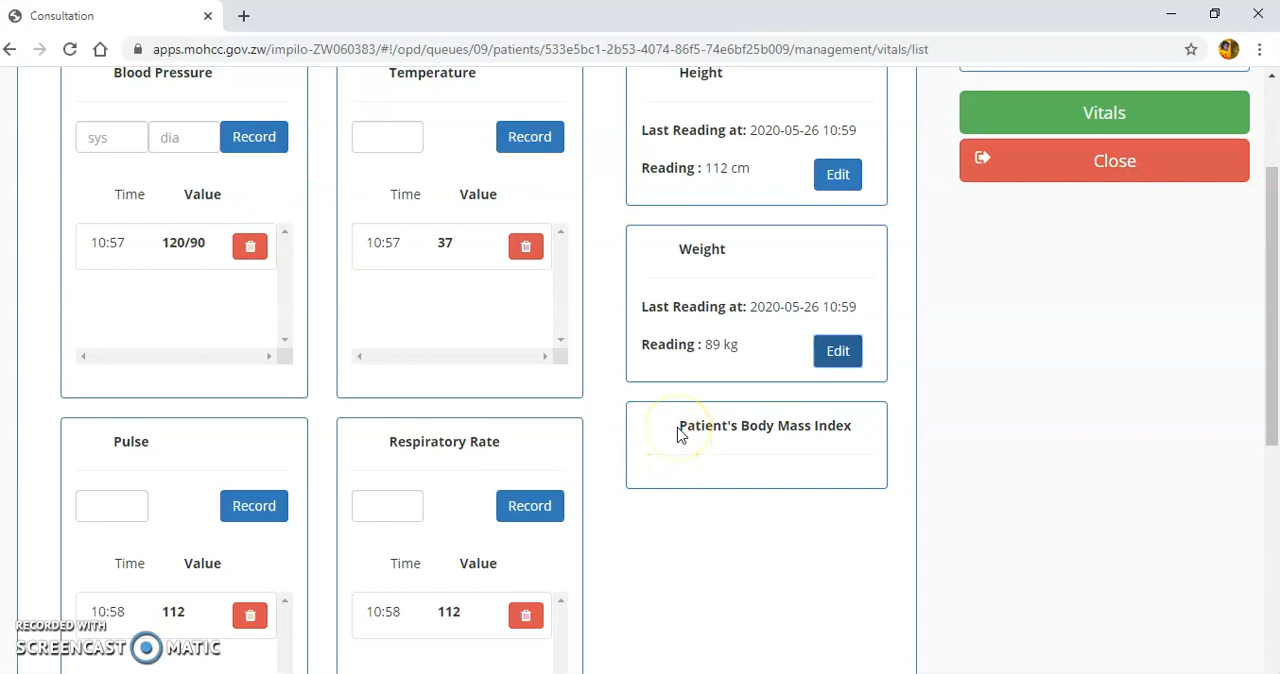 Consultation
apps.mohcc.gov.zw/impilo-ZW060383/#!/opd/queues/09/patients/533e5bc1-2b53-4074-86f5-74e6bf25b009/management/vitals/list
Blood Pressure
sys dia Record
Time Value
10:57 120/90
Temperature
Record
Time Value
10:57 37
Height
Last Reading at: 2020-05-26 10:59
Reading : 112 cm
Edit
Weight
Last Reading at: 2020-05-26 10:59
Reading : 89 kg
Edit
Patient's Body Mass Index
Vitals
Close
Pulse
Record
Time Value
10:58 112
Respiratory Rate
Record
Time Value
10:58 112
RECORDED WITH
SCREENCAST MATIC